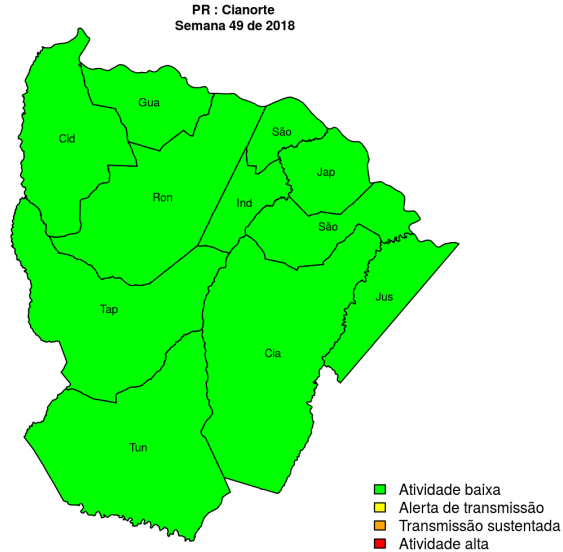 PR : Cianorte
Semana 49 de 2018
Gua
São
Cid
Jap
Ron
Ind
São
Jus
Tap
Cia
Tun
Atividade baixa
Alerta de transmissão
Transmissão sustentada
Atividade alta